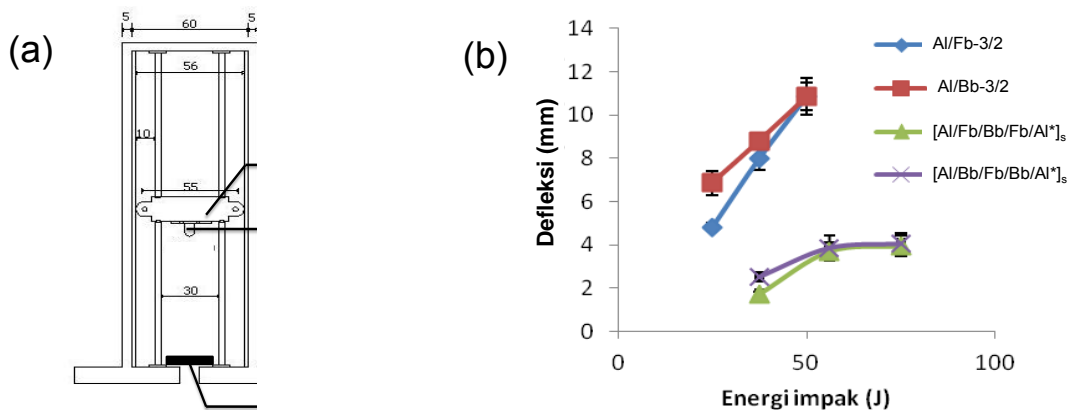 (a)
5
60
5
56
10
55
30
(b)
Defleksi (mm)
14
12
10
8
6
4
2
0
0
50
100
Energi impak (J)
Al/Fb-3/2
Al/Bb-3/2
[Al/Fb/Bb/Fb/Al*]s
[Al/Bb/Fb/Bb/Al*]s